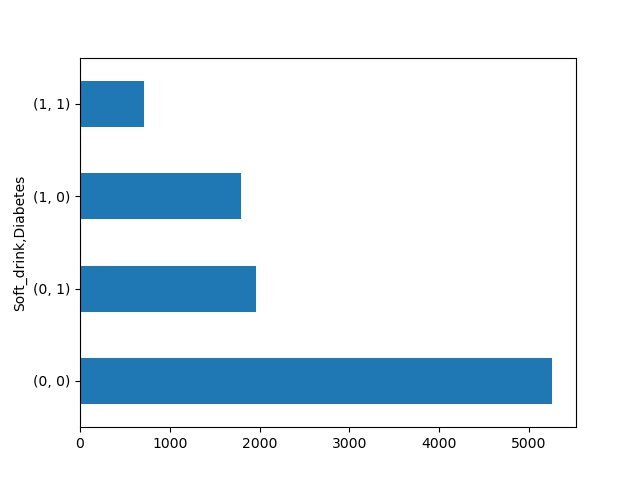 Soft_drink,Diabetes
(1, 1)
(1, 0)
(0, 1)
(0, 0)
0 1000 2000 3000 4000 5000